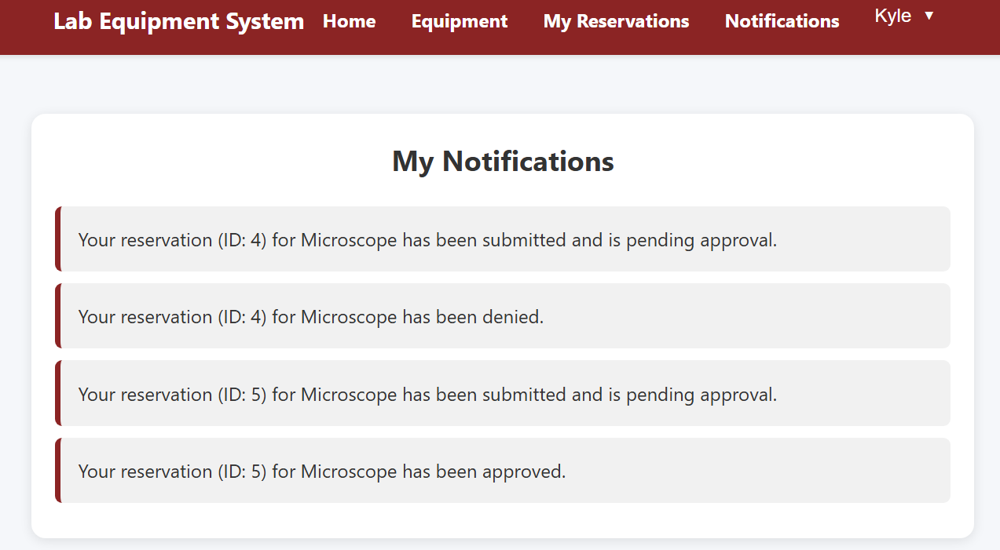 Lab Equipment System Home Equipment My Reservations Notifications Kyle ▼
My Notifications
Your reservation (ID: 4) for Microscope has been submitted and is pending approval.
Your reservation (ID: 4) for Microscope has been denied.
Your reservation (ID: 5) for Microscope has been submitted and is pending approval.
Your reservation (ID: 5) for Microscope has been approved.